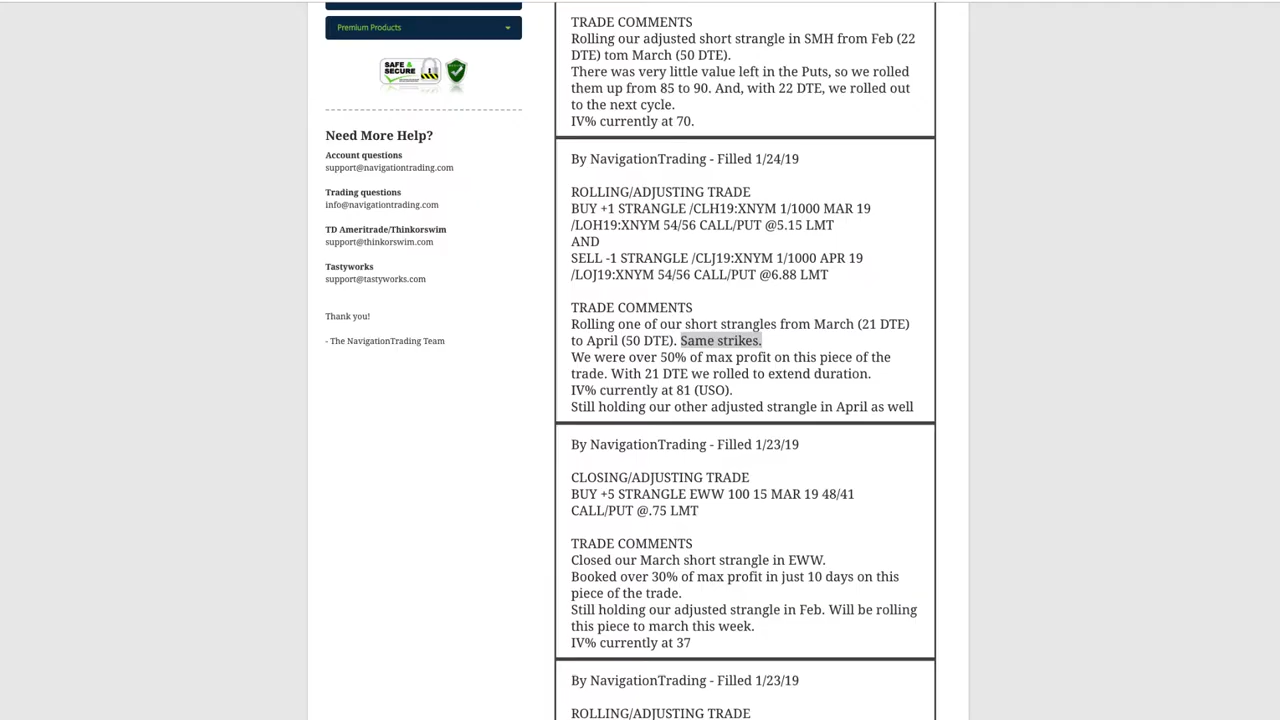 Premium Products
SAFE &
SECURE
Need More Help?
Account questions
support@navigationtrading.com
Trading questions
info@navigationtrading.com
TD Ameritrade/Thinkorswim
support@thinkorswim.com
Tastyworks
support@tastyworks.com
Thank you!
- The NavigationTrading Team
TRADE COMMENTS
Rolling our adjusted short strangle in SMH from Feb (22
DTE) tom March (50 DTE).
There was very little value left in the Puts, so we rolled
them up from 85 to 90. And, with 22 DTE, we rolled out
to the next cycle.
IV% currently at 70.
By NavigationTrading - Filled 1/24/19
ROLLING/ADJUSTING TRADE
BUY +1 STRANGLE /CLH19:XNYM 1/1000 MAR 19
/LOH19:XNYM 54/56 CALL/PUT @5.15 LMT
AND
SELL -1 STRANGLE /CLJ19:XNYM 1/1000 APR 19
/LOJ19:XNYM 54/56 CALL/PUT @6.88 LMT
TRADE COMMENTS
Rolling one of our short strangles from March (21 DTE)
to April (50 DTE). Same strikes.
We were over 50% of max profit on this piece of the
trade. With 21 DTE we rolled to extend duration.
IV% currently at 81 (USO).
Still holding our other adjusted strangle in April as well
By NavigationTrading - Filled 1/23/19
CLOSING/ADJUSTING TRADE
BUY +5 STRANGLE EWW 100 15 MAR 19 48/41
CALL/PUT @.75 LMT
TRADE COMMENTS
Closed our March short strangle in EWW.
Booked over 30% of max profit in just 10 days on this
piece of the trade.
Still holding our adjusted strangle in Feb. Will be rolling
this piece to march this week.
IV% currently at 37
By NavigationTrading - Filled 1/23/19
ROLLING/ADJUSTING TRADE